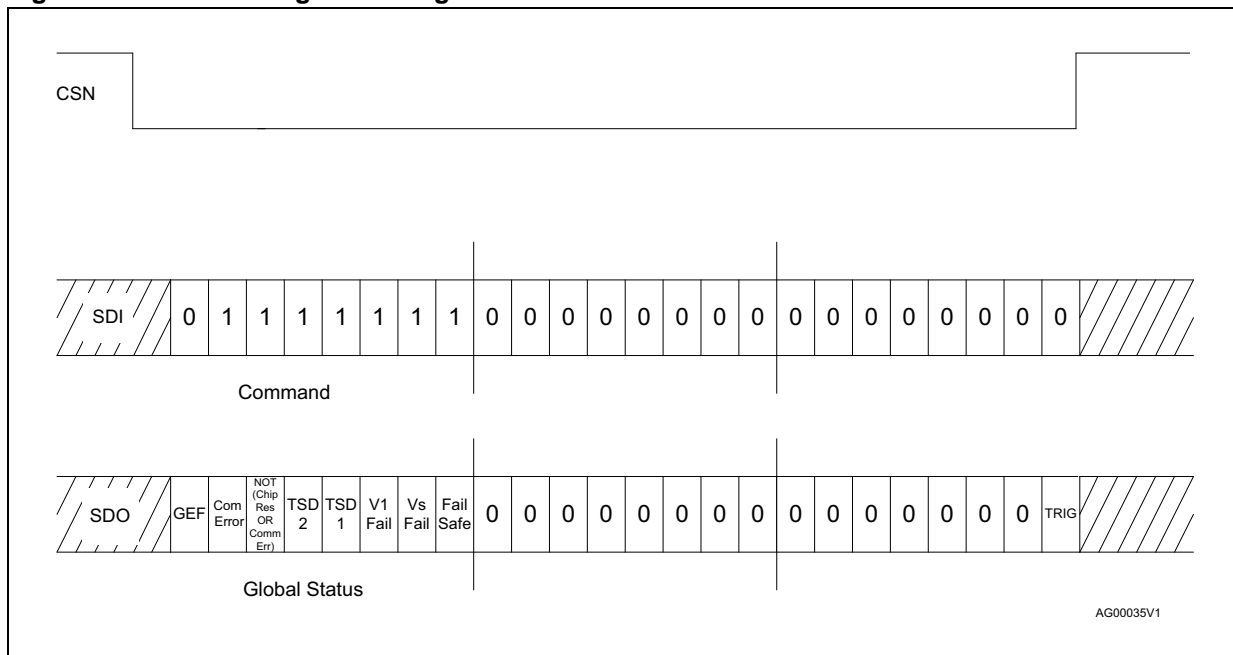 CSN
SDI 0 1 1 1 1 1 1 1 0 0 0 0 0 0 0 0 0 0 0 0 0 0 0 0
Command
SDO GEF Com Error NOT (Chip Res OR Comm Err) TSD 2 TSD 1 V1 Fail Vs Fail Fail Safe 0 0 0 0 0 0 0 0 0 0 0 0 0 0 0 TRIG
Global Status
AG00035V1